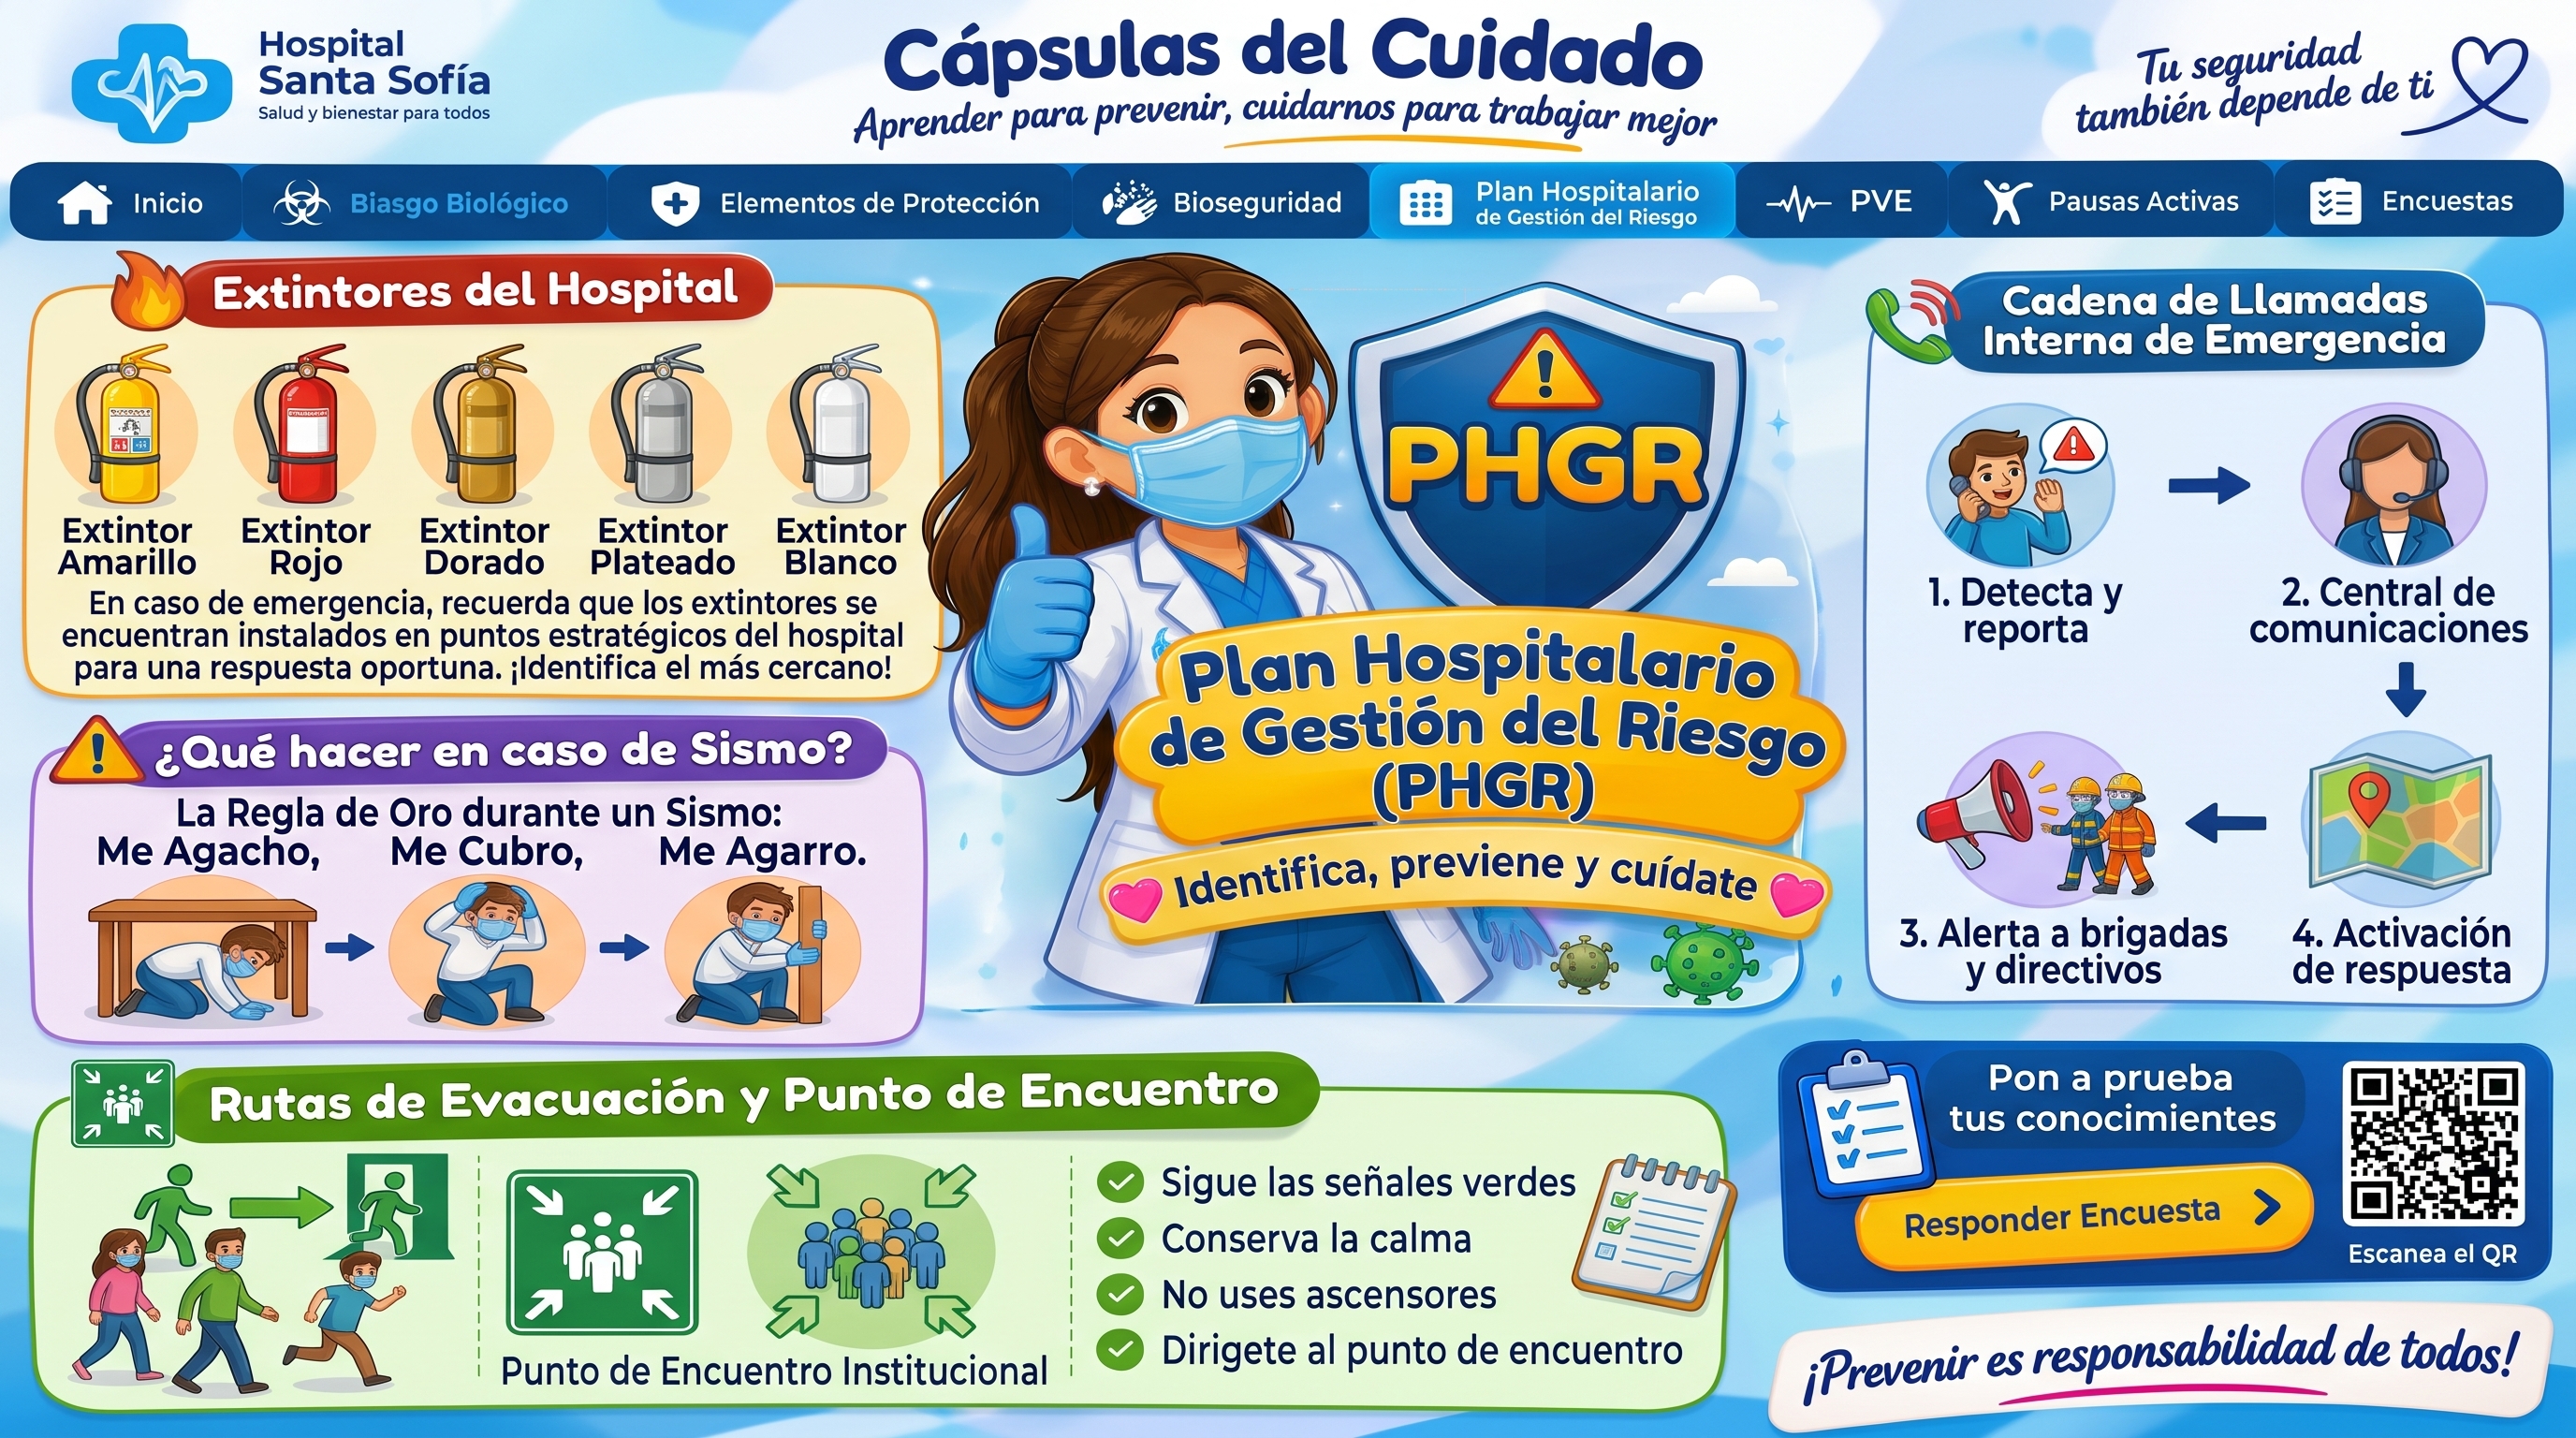 Hospital
Santa Sofía
Salud y bienestar para todos
Cápsulas del Cuidado
Aprender para prevenir, cuidarnos para trabajar mejor
Tu seguridad
también depende de ti
Inicio
Biasgo Biológico
Elementos de Protección
Bioseguridad
Plan Hospitalario
de Gestión del Riesgo
PVE
Pausas Activas
Encuestas
Extintores del Hospital
Extintor
Amarillo
Extintor
Rojo
Extintor
Dorado
Extintor
Plateado
Extintor
Blanco
En caso de emergencia, recuerda que los extintores se
encuentran instalados en puntos estratégicos del hospital
para una respuesta oportuna. ¡Identifica el más cercano!
¿Qué hacer en caso de Sismo?
La Regla de Oro durante un Sismo:
Me Agacho, Me Cubro, Me Agarro.
PHGR
Plan Hospitalario
de Gestión del Riesgo
(PHGR)
Identifica, previene y cuídate
Cadena de Llamadas
Interna de Emergencia
1. Detecta y
reporta
2. Central de
comunicaciones
3. Alerta a brigadas
y directivos
4. Activación
de respuesta
Rutas de Evacuación y Punto de Encuentro
Punto de Encuentro Institucional
Sigue las señales verdes
Conserva la calma
No uses ascensores
Dirigete al punto de encuentro
Pon a prueba
tus conocimientos
Responder Encuesta
Escanea el QR
¡Prevenir es responsabilidad de todos!